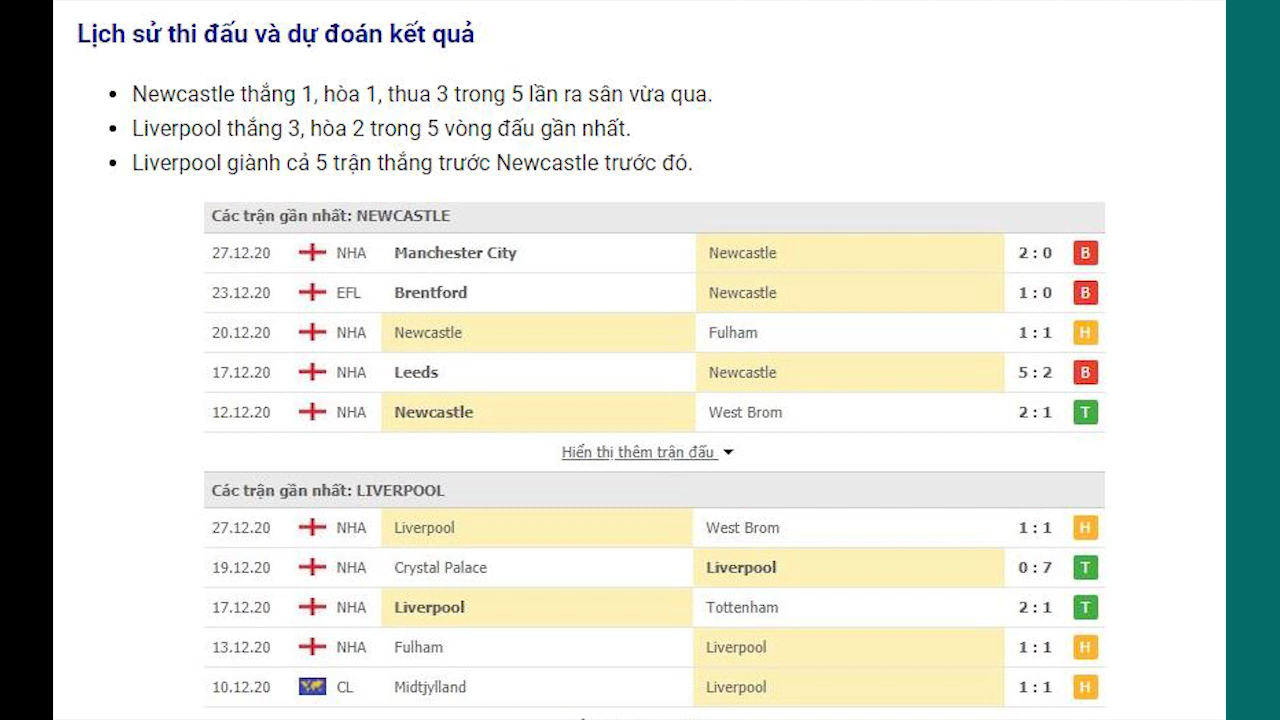 Lịch sử thi đấu và dự đoán kết quả
• Newcastle thắng 1, hòa 1, thua 3 trong 5 lần ra sân vừa qua.
• Liverpool thắng 3, hòa 2 trong 5 vòng đấu gần nhất.
• Liverpool giành cả 5 trận thắng trước Newcastle trước đó.
Các trận gần nhất: NEWCASTLE
27.12.20 NHA Manchester City Newcastle 2 : 0 B
23.12.20 EFL Brentford Newcastle 1 : 0 B
20.12.20 NHA Newcastle Fulham 1 : 1 H
17.12.20 NHA Leeds Newcastle 5 : 2 B
12.12.20 NHA Newcastle West Brom 2 : 1 T
Hiển thị thêm trận đấu
Các trận gần nhất: LIVERPOOL
27.12.20 NHA Liverpool West Brom 1 : 1 H
19.12.20 NHA Crystal Palace Liverpool 0 : 7 T
17.12.20 NHA Liverpool Tottenham 2 : 1 T
13.12.20 NHA Fulham Liverpool 1 : 1 H
10.12.20 CL Midtjylland Liverpool 1 : 1 H